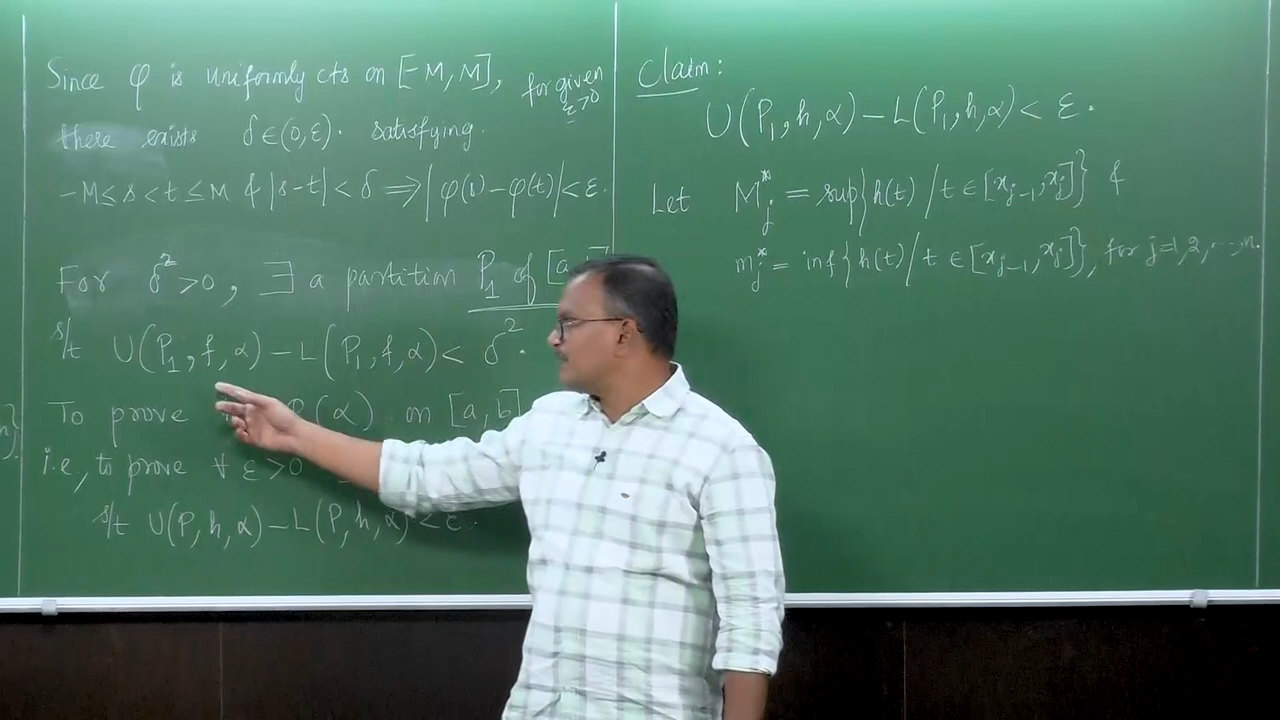 Since φ is uniformly cts on [-M, M], for given ε>0
there exists δ∈(0,ε). satisfying.
-M≤s<t≤M & |s-t|<δ ⟹ |φ(s)-φ(t)|<ε.
For δ²>0, ∃ a partition P₁ of [a
s/t U(P₁,f,α)-L(P₁,f,α)< δ².
To prove R(α) on [a,b]
i.e, to prove ∀ ε>0
s/t U(P,h,α)-L(P,h,α)<ε.
n)}
Claim:
U(P₁,h,α)-L(P₁,h,α)< ε.
Let M*ⱼ = sup{h(t) / t∈[xⱼ₋₁,xⱼ]} &
m*ⱼ = inf{h(t)/t∈[xⱼ₋₁,xⱼ]}, for j=1,2,...,n.